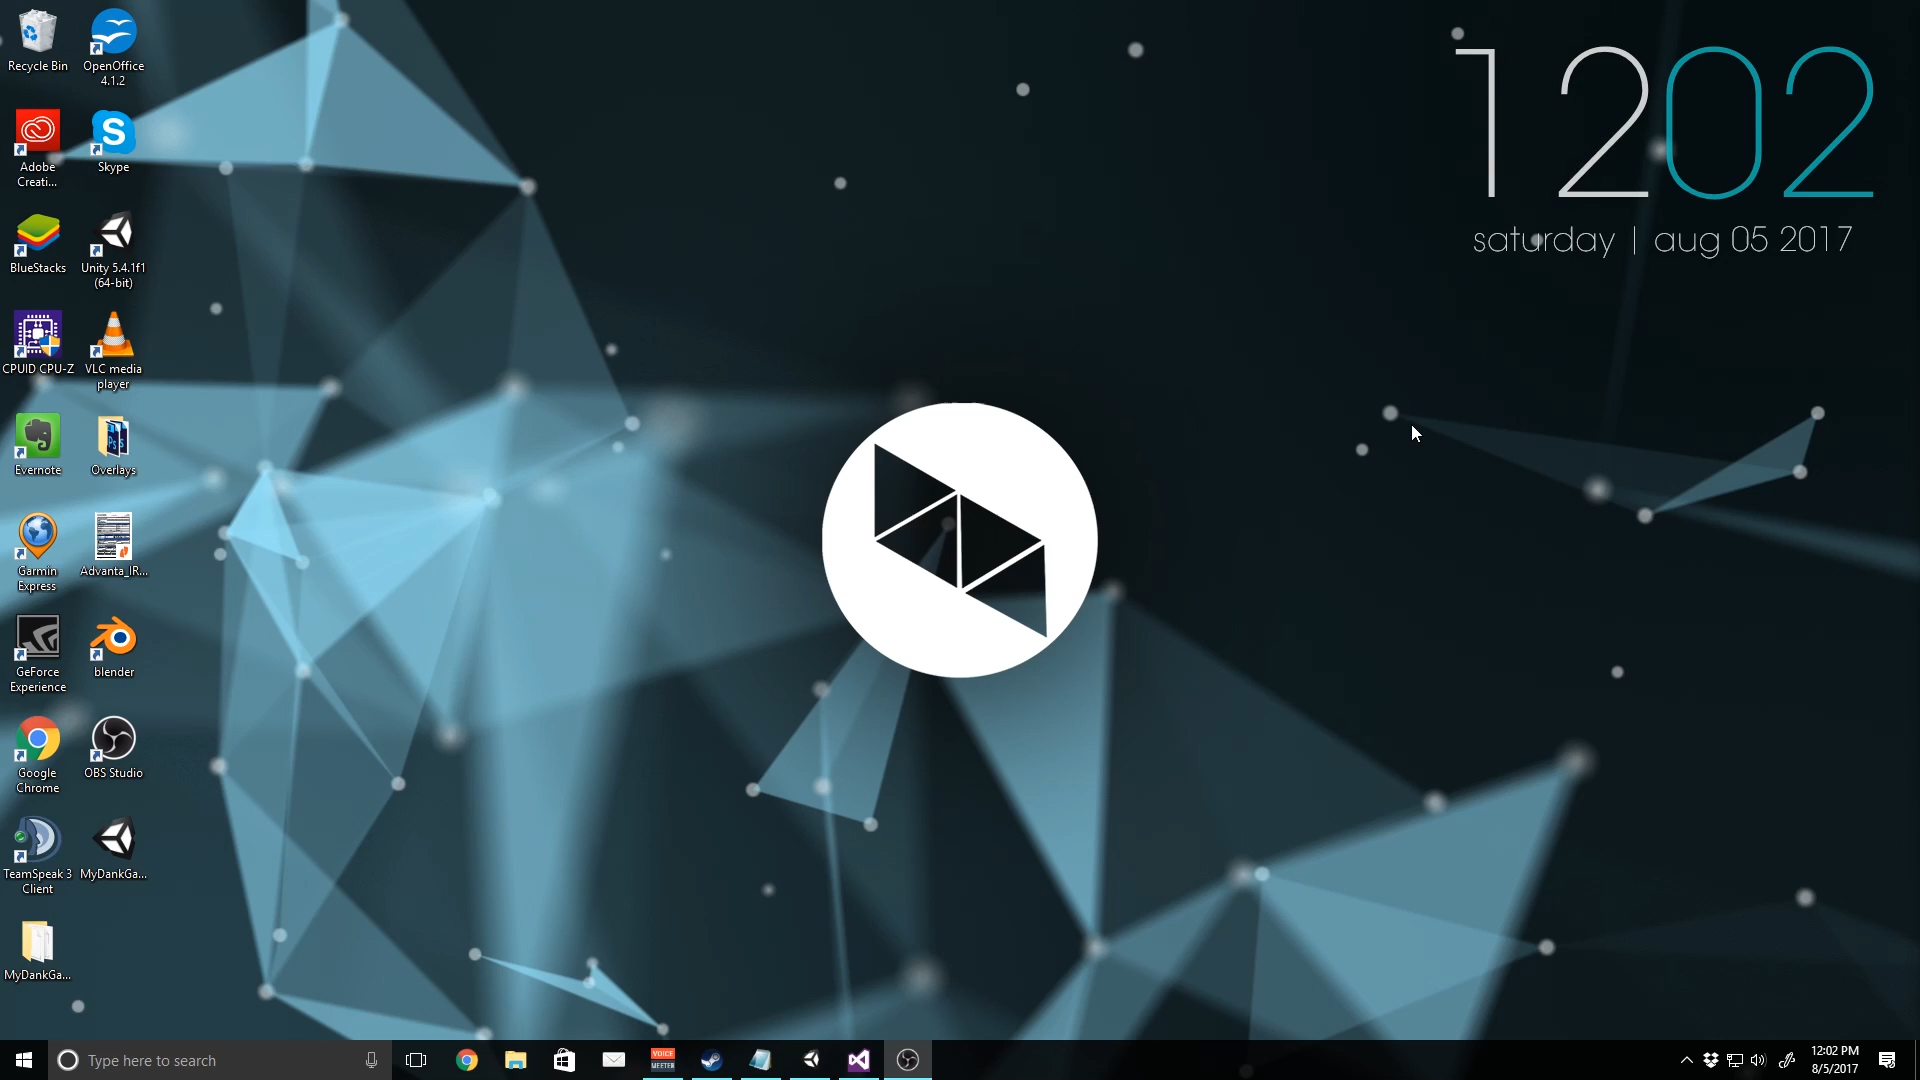 Recycle Bin
OpenOffice
4.1.2
Adobe
Creati...
Skype
BlueStacks
Unity 5.4.1f1
(64-bit)
CPUID CPU-Z
VLC media
player
Evernote
Overlays
Garmin
Express
Advanta_IR...
GeForce
Experience
blender
Google
Chrome
OBS Studio
TeamSpeak 3
Client
MyDankGa...
MyDankGa...
1202
saturday | aug 05 2017
Type here to search
VOICE
MEETER
12:02 PM
8/5/2017